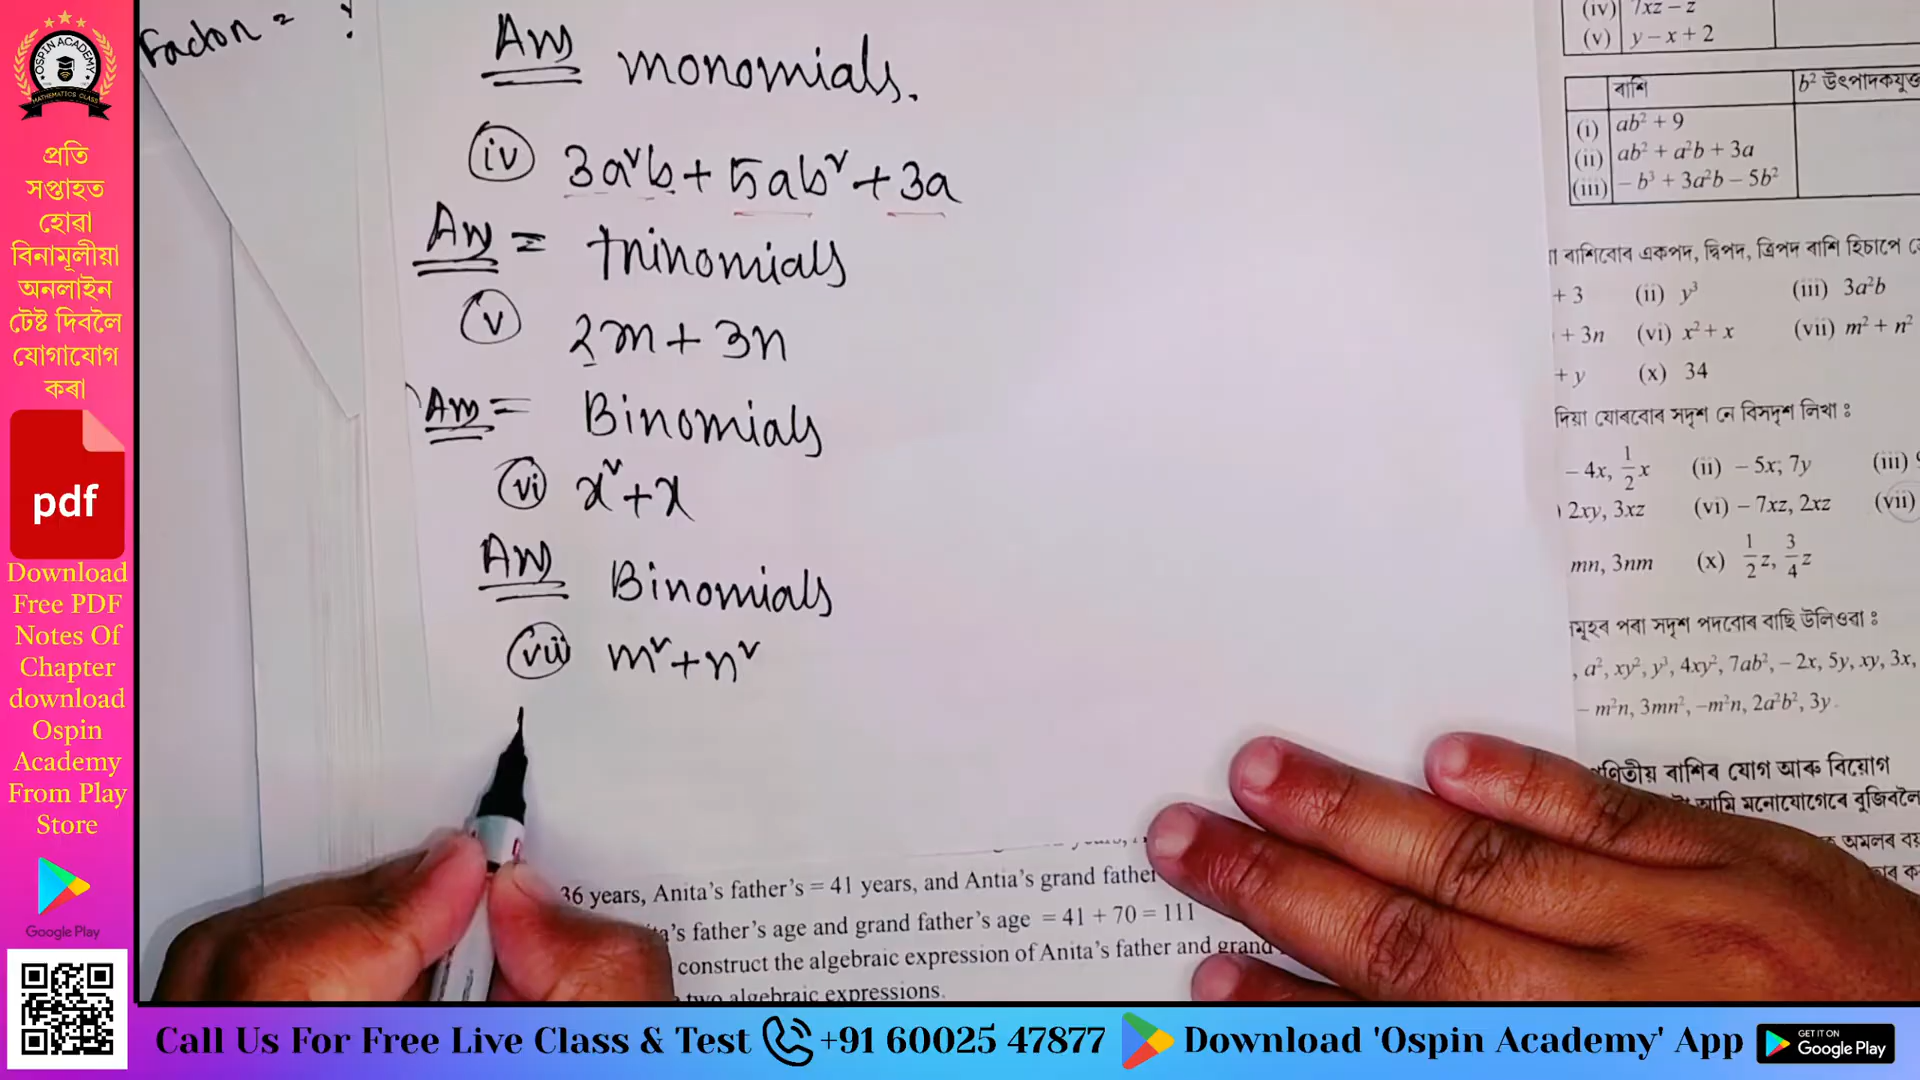 OSPIN ACADEMY
MATHEMATICS CLASS
প্ৰতি
সপ্তাহত
হোৱা
বিনামূলীয়া
অনলাইন
টেষ্ট দিবলৈ
যোগাযোগ
কৰা
pdf
Download
Free PDF
Notes Of
Chapter
download
Ospin
Academy
From Play
Store
Google Play
Factor = ?
Ans monomials.
(iv) 3a²b + 5ab² + 3a
Ans = trinomials
(v) 2m + 3n
Ans = Binomials
(vi) x² + x
Ans Binomials
(vii) m² + n²
36 years, Anita's father's = 41 years, and Antia's grand father
's father's age and grand father's age = 41 + 70 = 111
construct the algebraic expression of Anita's father and grand
two algebraic expressions.
(iv) 7xz – z
(v) y – x + 2
ৰাশি b² উৎপাদকযুক্ত
(i) ab² + 9
(ii) ab² + a²b + 3a
(iii) – b³ + 3a²b – 5b²
ৰাশিবোৰ একপদ, দ্বিপদ, ত্ৰিপদ ৰাশি হিচাপে
+ 3 (ii) y³ (iii) 3a²b
+ 3n (vi) x² + x (vii) m² + n²
+ y (x) 34
দিয়া যোৰবোৰ সদৃশ নে বিসদৃশ লিখা :
– 4x, 1/2 x (ii) – 5x, 7y (iii)
2xy, 3xz (vi) – 7xz, 2xz (vii)
mn, 3nm (x) 1/2 z, 3/4 z
পৰা সদৃশ পদবোৰ বাছি উলিওৱা :
, a², xy², y³, 4xy², 7ab², – 2x, 5y, xy, 3x,
– m²n, 3mn², –m²n, 2a²b², 3y
ৰাশিৰ যোগ আৰু বিয়োগ
আমি মনোযোগেৰে বুজিবলৈ
অমলৰ
Call Us For Free Live Class & Test +91 60025 47877 Download 'Ospin Academy' App GET IT ON Google Play